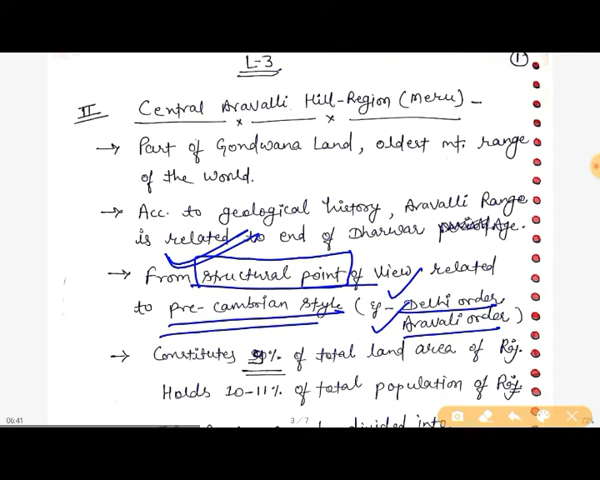 L-3
1
II Central Aravalli Hill-Region (Meru) -
→ Part of Gondwana Land, oldest mt. range
of the world.
→ Acc. to geological history, Aravalli Range
is related to end of Dharwar Age.
→ From structural point of view related
to pre-cambrian style (eg- Delhi order
Aravali order)
→ Constitutes 9% of total land area of Raj.
Holds 10-11% of total population of Raj.
divided into
06:41
3 / 7